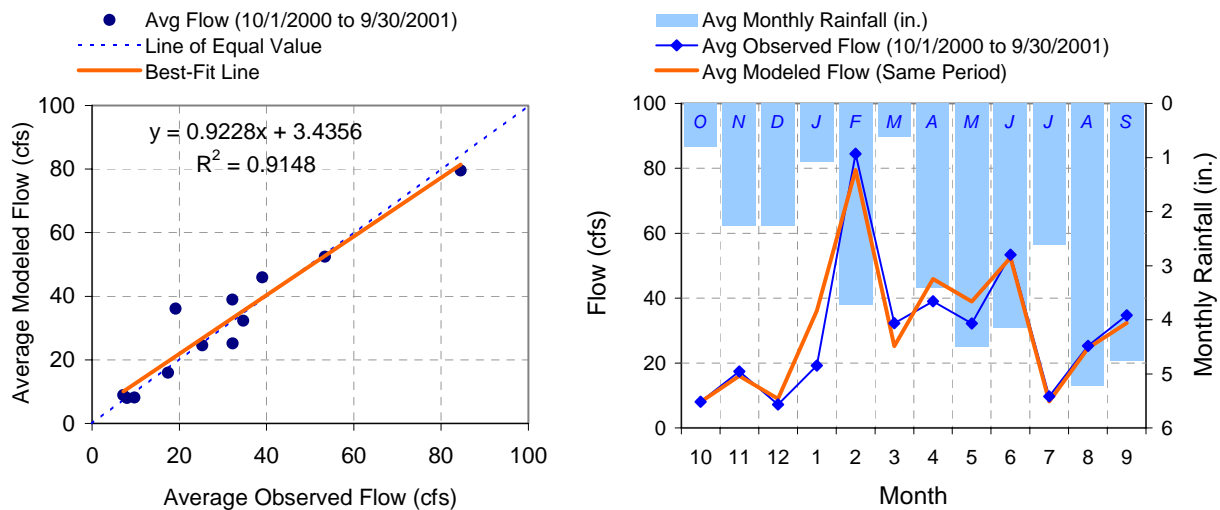 Avg Flow (10/1/2000 to 9/30/2001)
Line of Equal Value
Best-Fit Line
y = 0.9228x + 3.4356
R² = 0.9148
Average Modeled Flow (cfs)
100
80
60
40
20
0
0 20 40 60 80 100
Average Observed Flow (cfs)
Avg Monthly Rainfall (in.)
Avg Observed Flow (10/1/2000 to 9/30/2001)
Avg Modeled Flow (Same Period)
Flow (cfs)
100
80
60
40
20
0
O N D J F M A M J J A S
10 11 12 1 2 3 4 5 6 7 8 9
Month
0
1
2
3
4
5
6
Monthly Rainfall (in.)